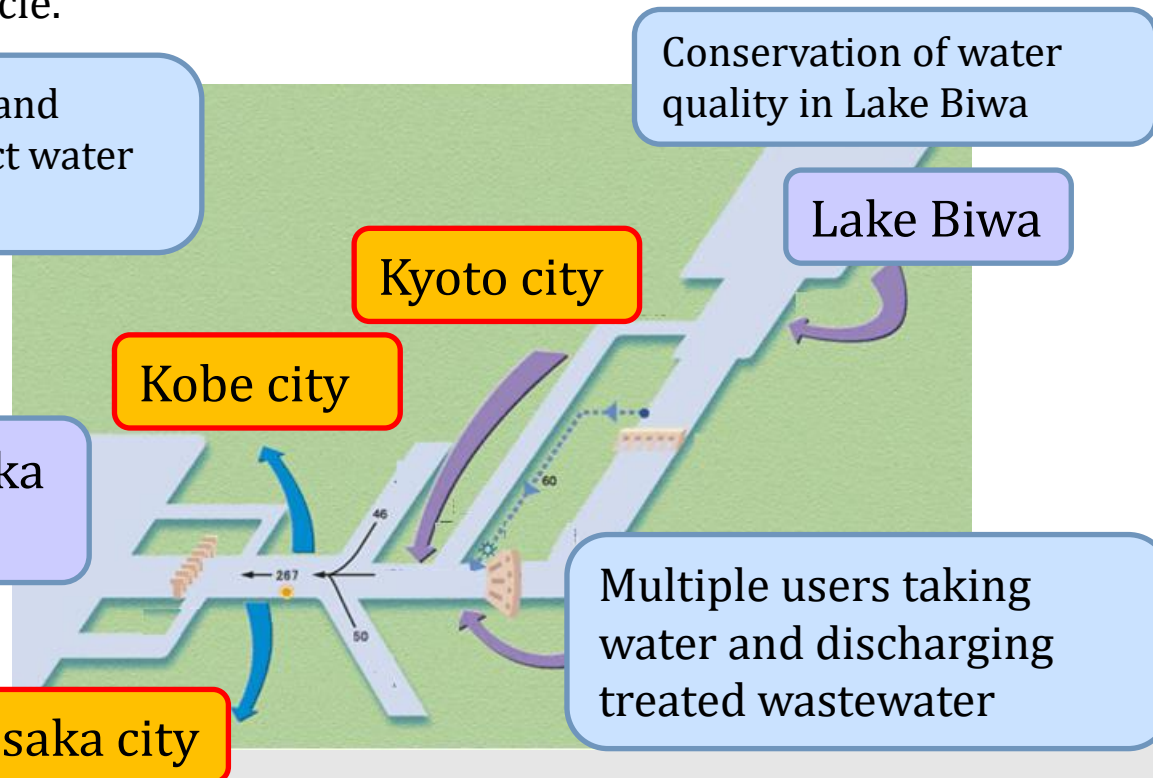 cle.
Conservation of water
quality in Lake Biwa
and
ct water
Lake Biwa
Kyoto city
Kobe city
ka
60
46
267
50
Multiple users taking
water and discharging
treated wastewater
saka city